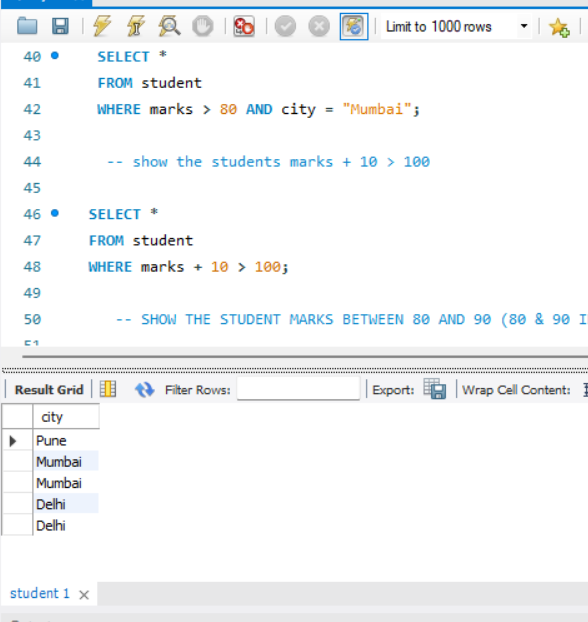 Limit to 1000 rows
40 SELECT *
41 FROM student
42 WHERE marks > 80 AND city = "Mumbai";
43
44 -- show the students marks + 10 > 100
45
46 SELECT *
47 FROM student
48 WHERE marks + 10 > 100;
49
50 -- SHOW THE STUDENT MARKS BETWEEN 80 AND 90 (80 & 90 I
51
Result Grid Filter Rows: Export: Wrap Cell Content:
city
Pune
Mumbai
Mumbai
Delhi
Delhi
student 1